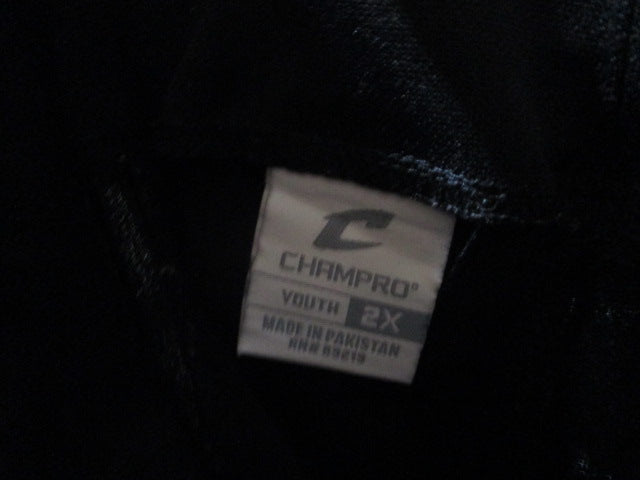 C
CHAMPRO®
YOUTH 2X
MADE IN PAKISTAN